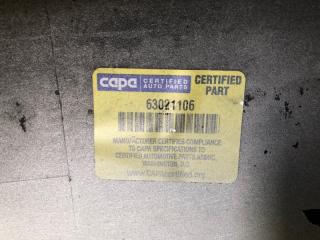 capa CERTIFIED AUTO PARTS CERTIFIED PART
63021106
MANUFACTURER CERTIFIES COMPLIANCE
TO CAPA SPECIFICATIONS TO
CERTIFIED AUTOMOTIVE PARTS ASSOC.
WASHINGTON, D.C.
www.CAPAcertified.org